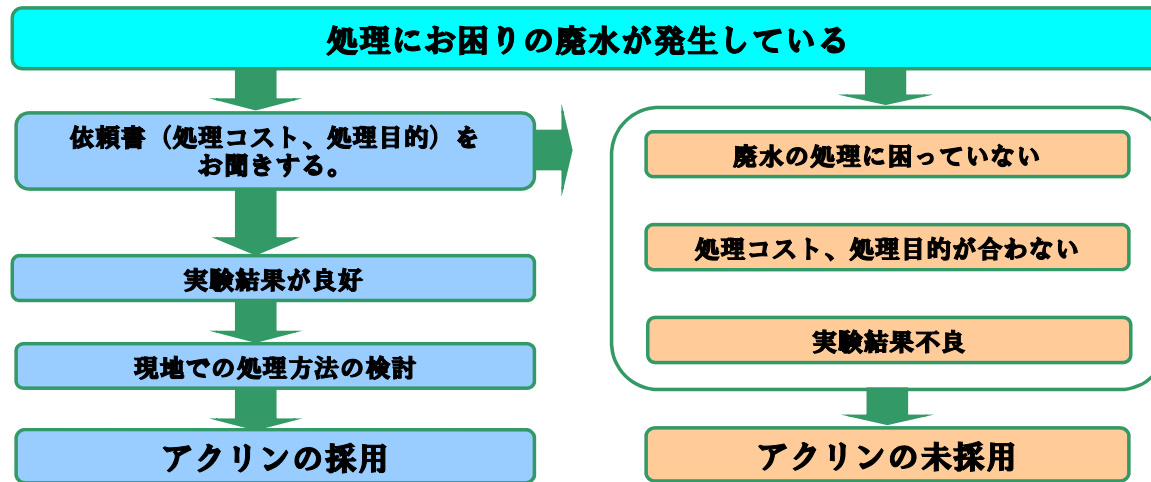 処理にお困りの廃水が発生している
依頼書（処理コスト、処理目的）を
お聞きする。
実験結果が良好
現地での処理方法の検討
アクリンの採用
廃水の処理に困っていない
処理コスト、処理目的が合わない
実験結果不良
アクリンの未採用